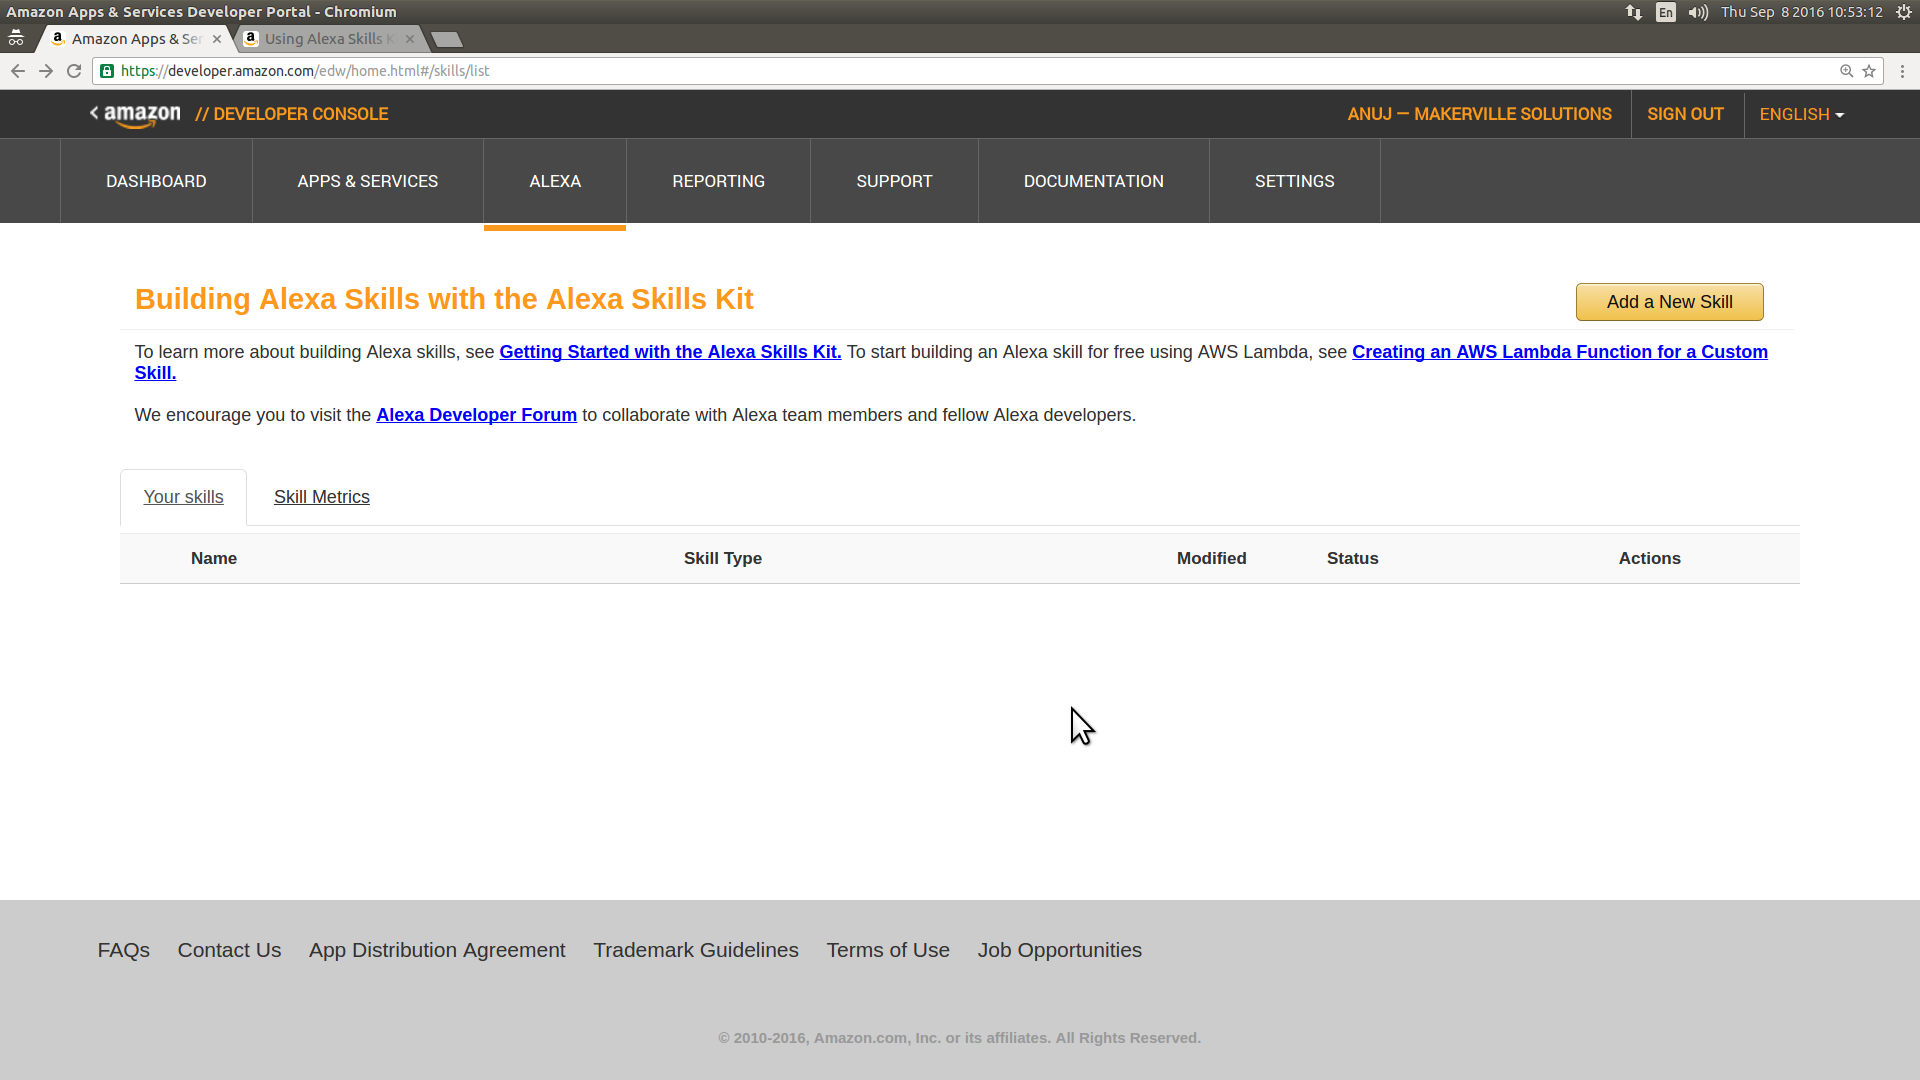 Amazon Apps & Services Developer Portal - Chromium
En
Thu Sep 8 2016 10:53:12
Amazon Apps & Ser
Using Alexa Skills K
https://developer.amazon.com/edw/home.html#/skills/list
amazon // DEVELOPER CONSOLE
ANUJ — MAKERVILLE SOLUTIONS
SIGN OUT
ENGLISH
DASHBOARD
APPS & SERVICES
ALEXA
REPORTING
SUPPORT
DOCUMENTATION
SETTINGS
Building Alexa Skills with the Alexa Skills Kit
Add a New Skill
To learn more about building Alexa skills, see Getting Started with the Alexa Skills Kit. To start building an Alexa skill for free using AWS Lambda, see Creating an AWS Lambda Function for a Custom
Skill.
We encourage you to visit the Alexa Developer Forum to collaborate with Alexa team members and fellow Alexa developers.
Your skills
Skill Metrics
Name
Skill Type
Modified
Status
Actions
FAQs
Contact Us
App Distribution Agreement
Trademark Guidelines
Terms of Use
Job Opportunities
© 2010-2016, Amazon.com, Inc. or its affiliates. All Rights Reserved.